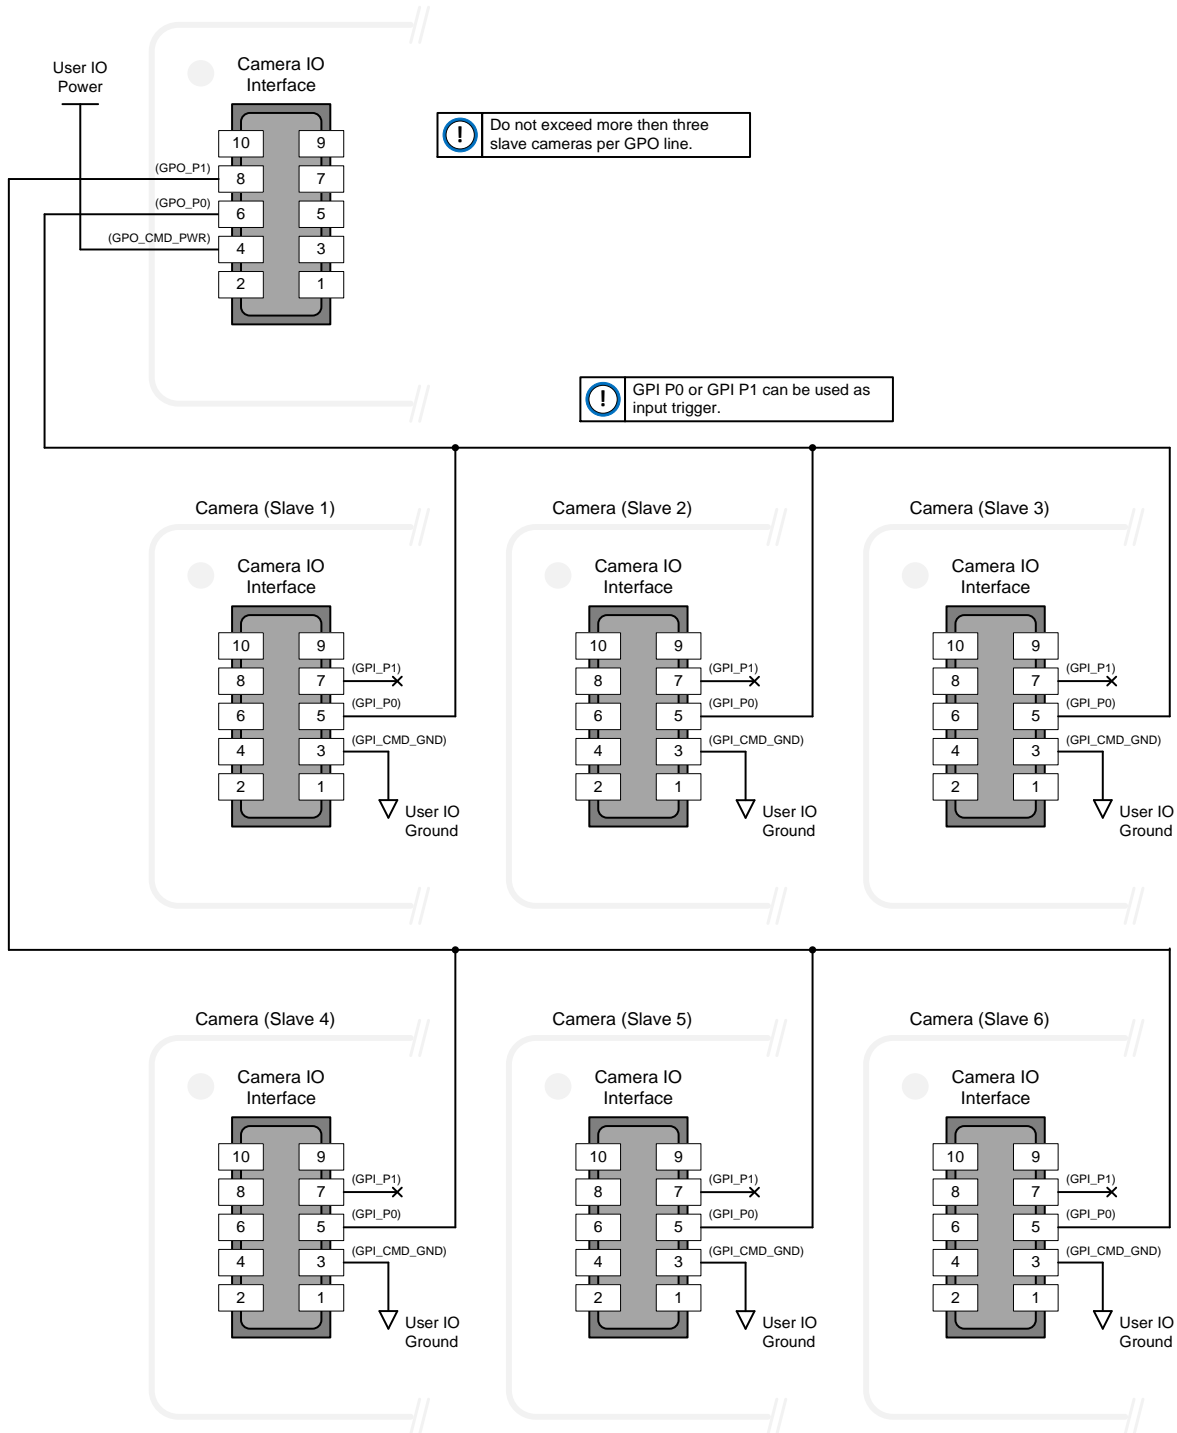 User IO
Power
Camera IO
Interface
Do not exceed more then three
slave cameras per GPO line.
10 9
(GPO_P1) 8 7
(GPO_P0) 6 5
(GPO_CMD_PWR) 4 3
2 1
GPI P0 or GPI P1 can be used as
input trigger.
Camera (Slave 1)
Camera IO
Interface
10 9
8 7 (GPI_P1)
6 5 (GPI_P0)
4 3 (GPI_CMD_GND)
2 1
User IO
Ground
Camera (Slave 2)
Camera IO
Interface
10 9
8 7 (GPI_P1)
6 5 (GPI_P0)
4 3 (GPI_CMD_GND)
2 1
User IO
Ground
Camera (Slave 3)
Camera IO
Interface
10 9
8 7 (GPI_P1)
6 5 (GPI_P0)
4 3 (GPI_CMD_GND)
2 1
User IO
Ground
Camera (Slave 4)
Camera IO
Interface
10 9
8 7 (GPI_P1)
6 5 (GPI_P0)
4 3 (GPI_CMD_GND)
2 1
User IO
Ground
Camera (Slave 5)
Camera IO
Interface
10 9
8 7 (GPI_P1)
6 5 (GPI_P0)
4 3 (GPI_CMD_GND)
2 1
User IO
Ground
Camera (Slave 6)
Camera IO
Interface
10 9
8 7 (GPI_P1)
6 5 (GPI_P0)
4 3 (GPI_CMD_GND)
2 1
User IO
Ground